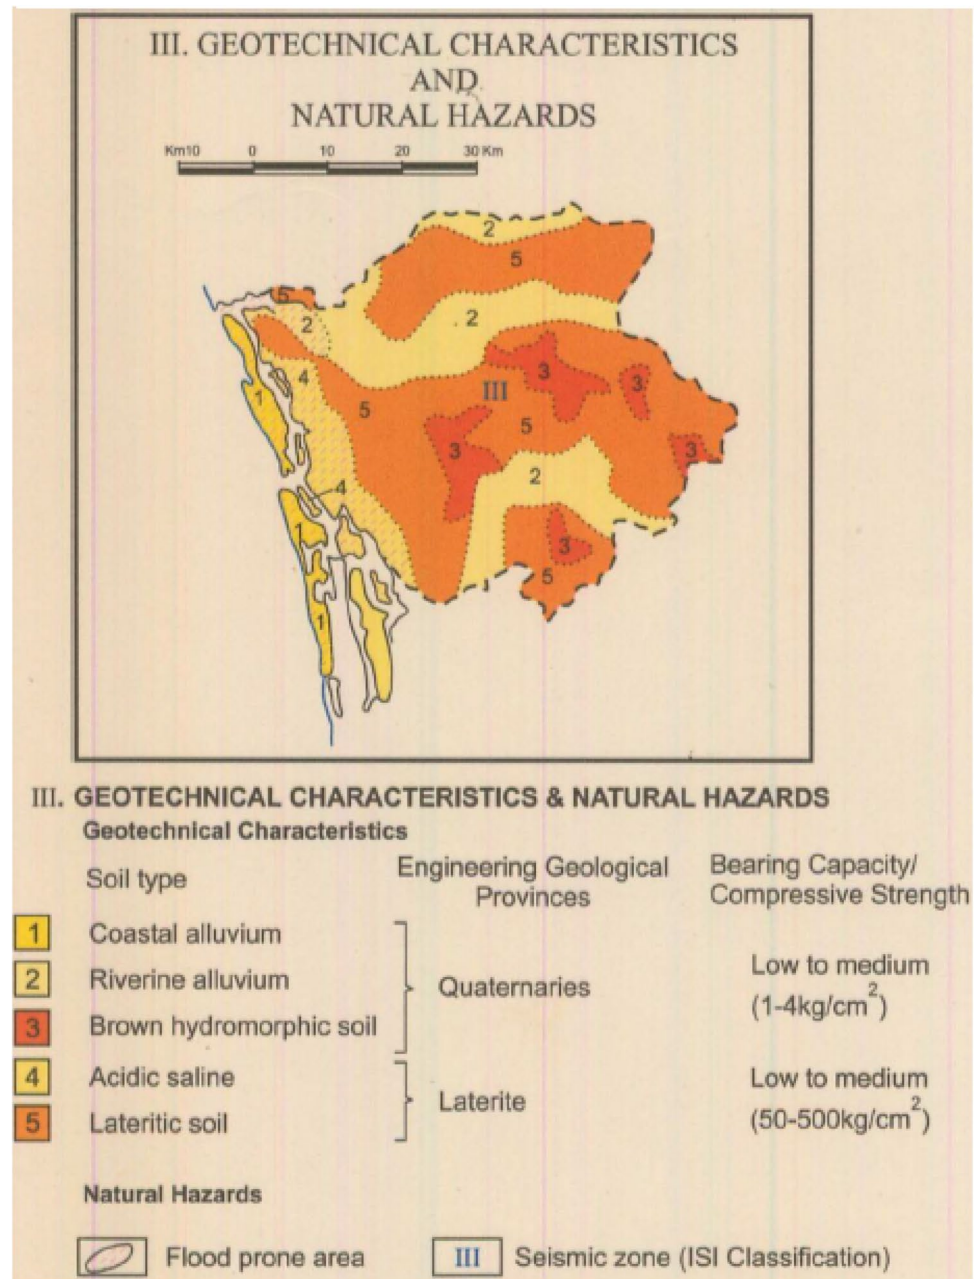 III. GEOTECHNICAL CHARACTERISTICS
AND
NATURAL HAZARDS
Km10 0 10 20 30 Km
2
5
2
5
2
4
1
5
III
3
3
5
3
3
2
4
1
3
5
1
III. GEOTECHNICAL CHARACTERISTICS & NATURAL HAZARDS
Geotechnical Characteristics
Soil type Engineering Geological Provinces Bearing Capacity/ Compressive Strength
1 Coastal alluvium
2 Riverine alluvium
3 Brown hydromorphic soil
Quaternaries
Low to medium
(1-4kg/cm²)
4 Acidic saline
5 Lateritic soil
Laterite
Low to medium
(50-500kg/cm²)
Natural Hazards
Flood prone area III Seismic zone (ISI Classification)